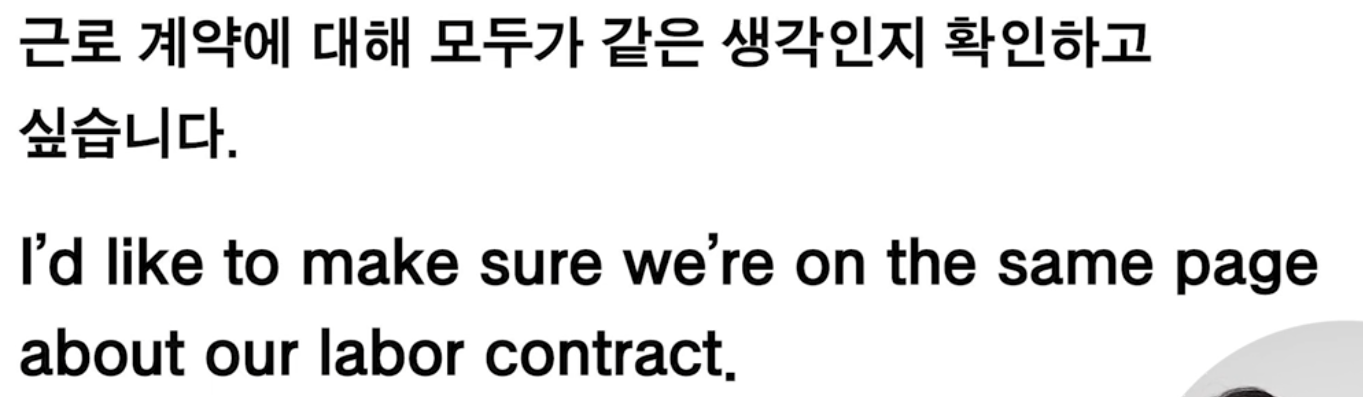 근로 계약에 대해 모두가 같은 생각인지 확인하고
싶습니다.
I'd like to make sure we're on the same page
about our labor contract.